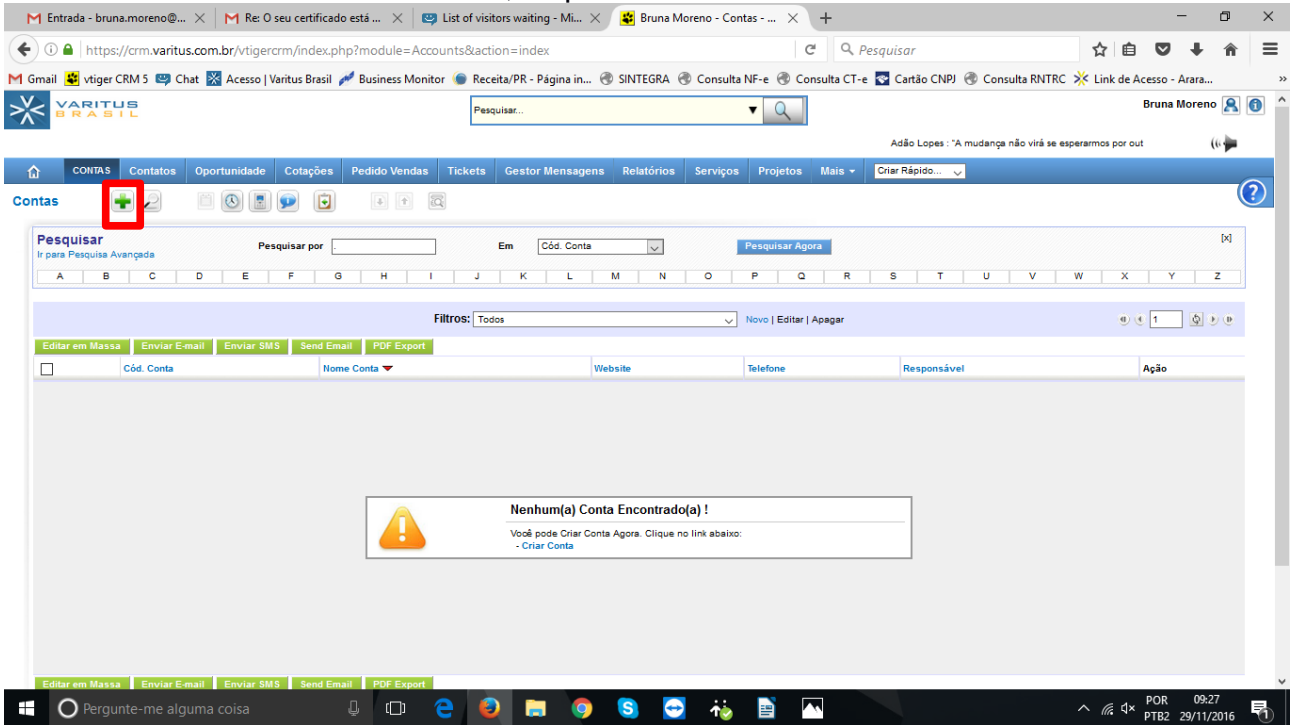 Entrada - bruna.moreno@... Re: O seu certificado está ... List of visitors waiting - Mi... Bruna Moreno - Contas - ...
https://crm.varitus.com.br/vtigercrm/index.php?module=Accounts&action=index Pesquisar
Gmail vtiger CRM 5 Chat Acesso | Varitus Brasil Business Monitor Receita/PR - Página in... SINTEGRA Consulta NF-e Consulta CT-e Cartão CNPJ Consulta RNTRC Link de Acesso - Arara... »
VARITUS
BRASIL
Pesquisar...
Bruna Moreno
Adão Lopes : "A mudança não virá se esperarmos por out
CONTAS Contatos Oportunidade Cotações Pedido Vendas Tickets Gestor Mensagens Relatórios Serviços Projetos Mais Criar Rápido...
Contas
?
Pesquisar
Ir para Pesquisa Avançada
Pesquisar por . Em Cód. Conta Pesquisar Agora [x]
A B C D E F G H I J K L M N O P Q R S T U V W X Y Z
Filtros: Todos Novo | Editar | Apagar 1
Editar em Massa Enviar E-mail Enviar SMS Send Email PDF Export
Cód. Conta Nome Conta Website Telefone Responsável Ação
Nenhum(a) Conta Encontrado(a) !
Você pode Criar Conta Agora. Clique no link abaixo:
- Criar Conta
Editar em Massa Enviar E-mail Enviar SMS Send Email PDF Export
Pergunte-me alguma coisa
POR 09:27
PTB2 29/11/2016